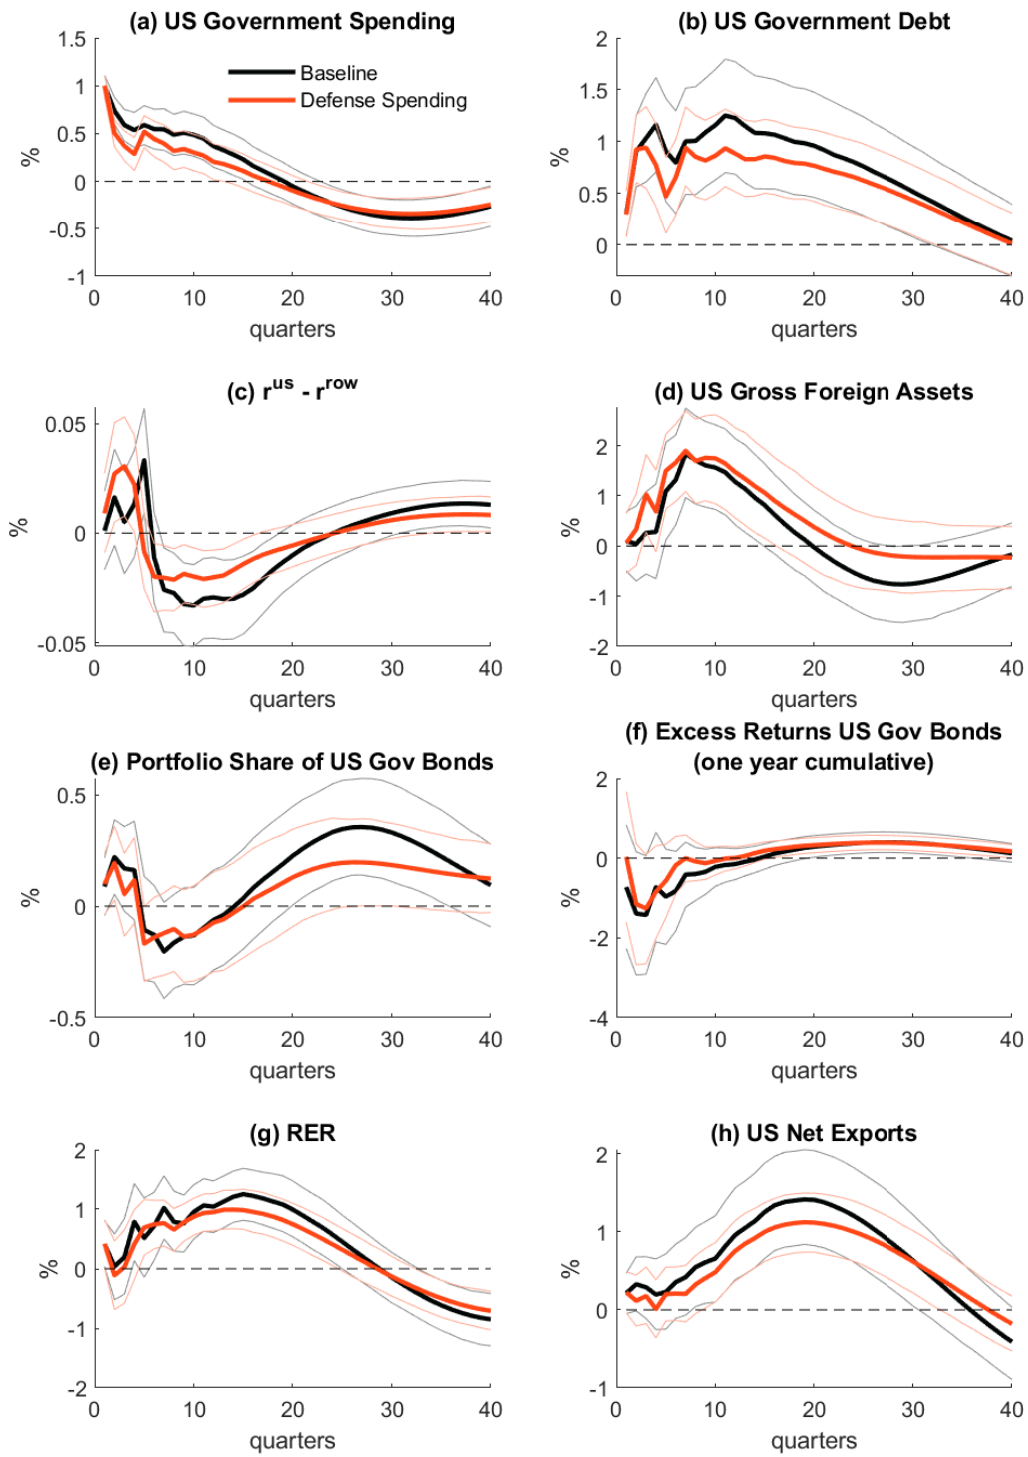 (a) US Government Spending
1.5
1
0.5
0
-0.5
-1
%
Baseline
Defense Spending
0 10 20 30 40
quarters
(b) US Government Debt
2
1.5
1
0.5
0
%
0 10 20 30 40
quarters
(c) r^us - r^row
0.05
0
-0.05
%
0 10 20 30 40
quarters
(d) US Gross Foreign Assets
2
1
0
-1
-2
%
0 10 20 30 40
quarters
(e) Portfolio Share of US Gov Bonds
0.5
0
-0.5
%
0 10 20 30 40
quarters
(f) Excess Returns US Gov Bonds
(one year cumulative)
2
0
-2
-4
%
0 10 20 30 40
quarters
(g) RER
2
1
0
-1
-2
%
0 10 20 30 40
quarters
(h) US Net Exports
2
1
0
-1
%
0 10 20 30 40
quarters